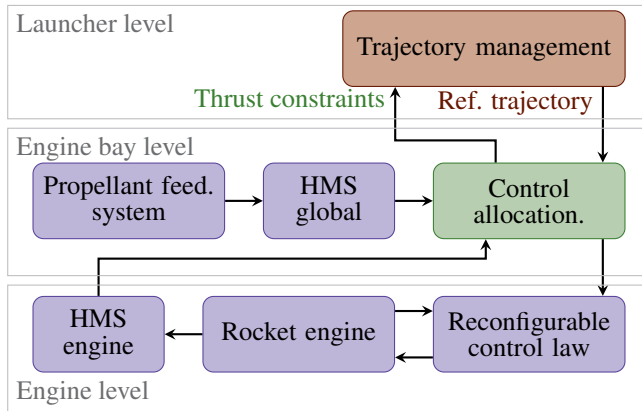 Launcher level
Trajectory management
Thrust constraints
Ref. trajectory
Engine bay level
Propellant feed.
system
HMS
global
Control
allocation.
HMS
engine
Rocket engine
Reconfigurable
control law
Engine level